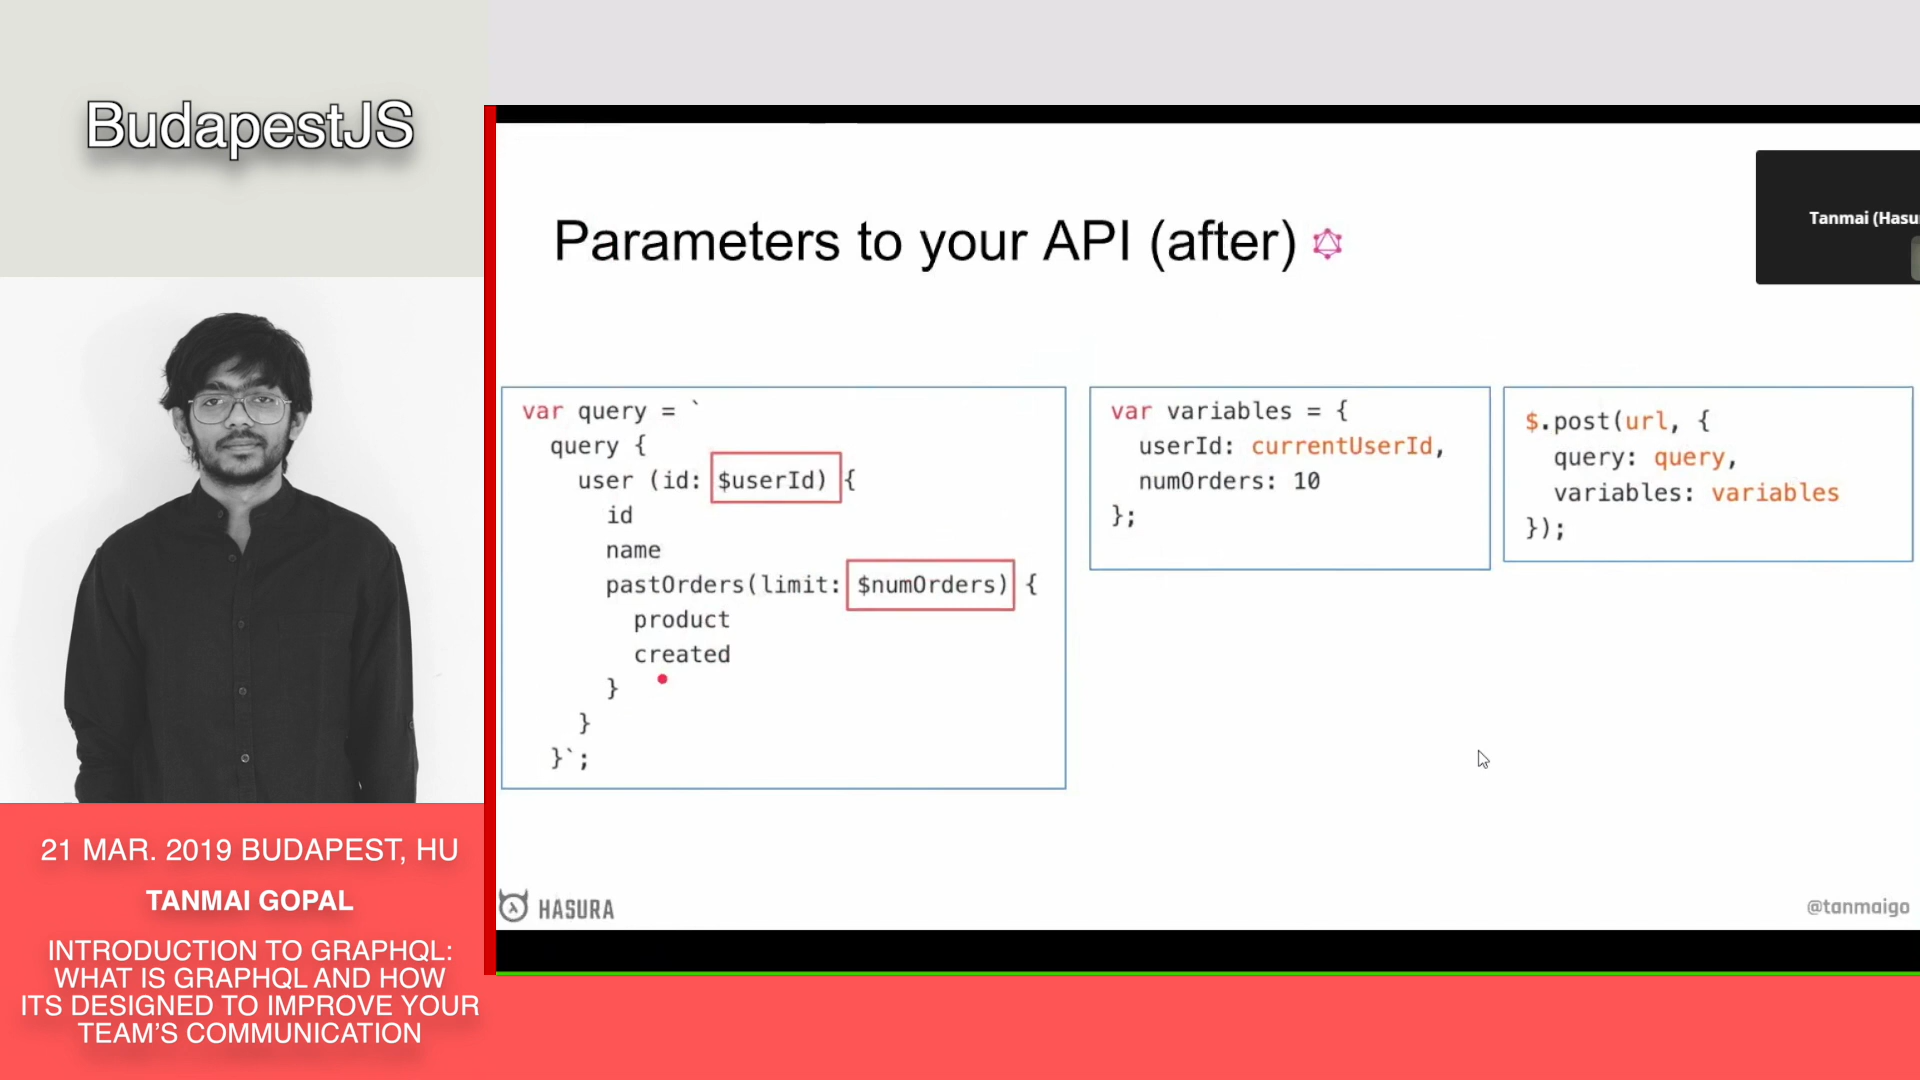 BudapestJS
21 MAR. 2019 BUDAPEST, HU
TANMAI GOPAL
INTRODUCTION TO GRAPHQL:
WHAT IS GRAPHQL AND HOW
ITS DESIGNED TO IMPROVE YOUR
TEAM’S COMMUNICATION
Parameters to your API (after)
Tanmai (Hasu
var query = `
query {
user (id: $userId) {
id
name
pastOrders(limit: $numOrders) {
product
created
}
}
}`;
var variables = {
userId: currentUserId,
numOrders: 10
};
$.post(url, {
query: query,
variables: variables
});
HASURA
@tanmaigo